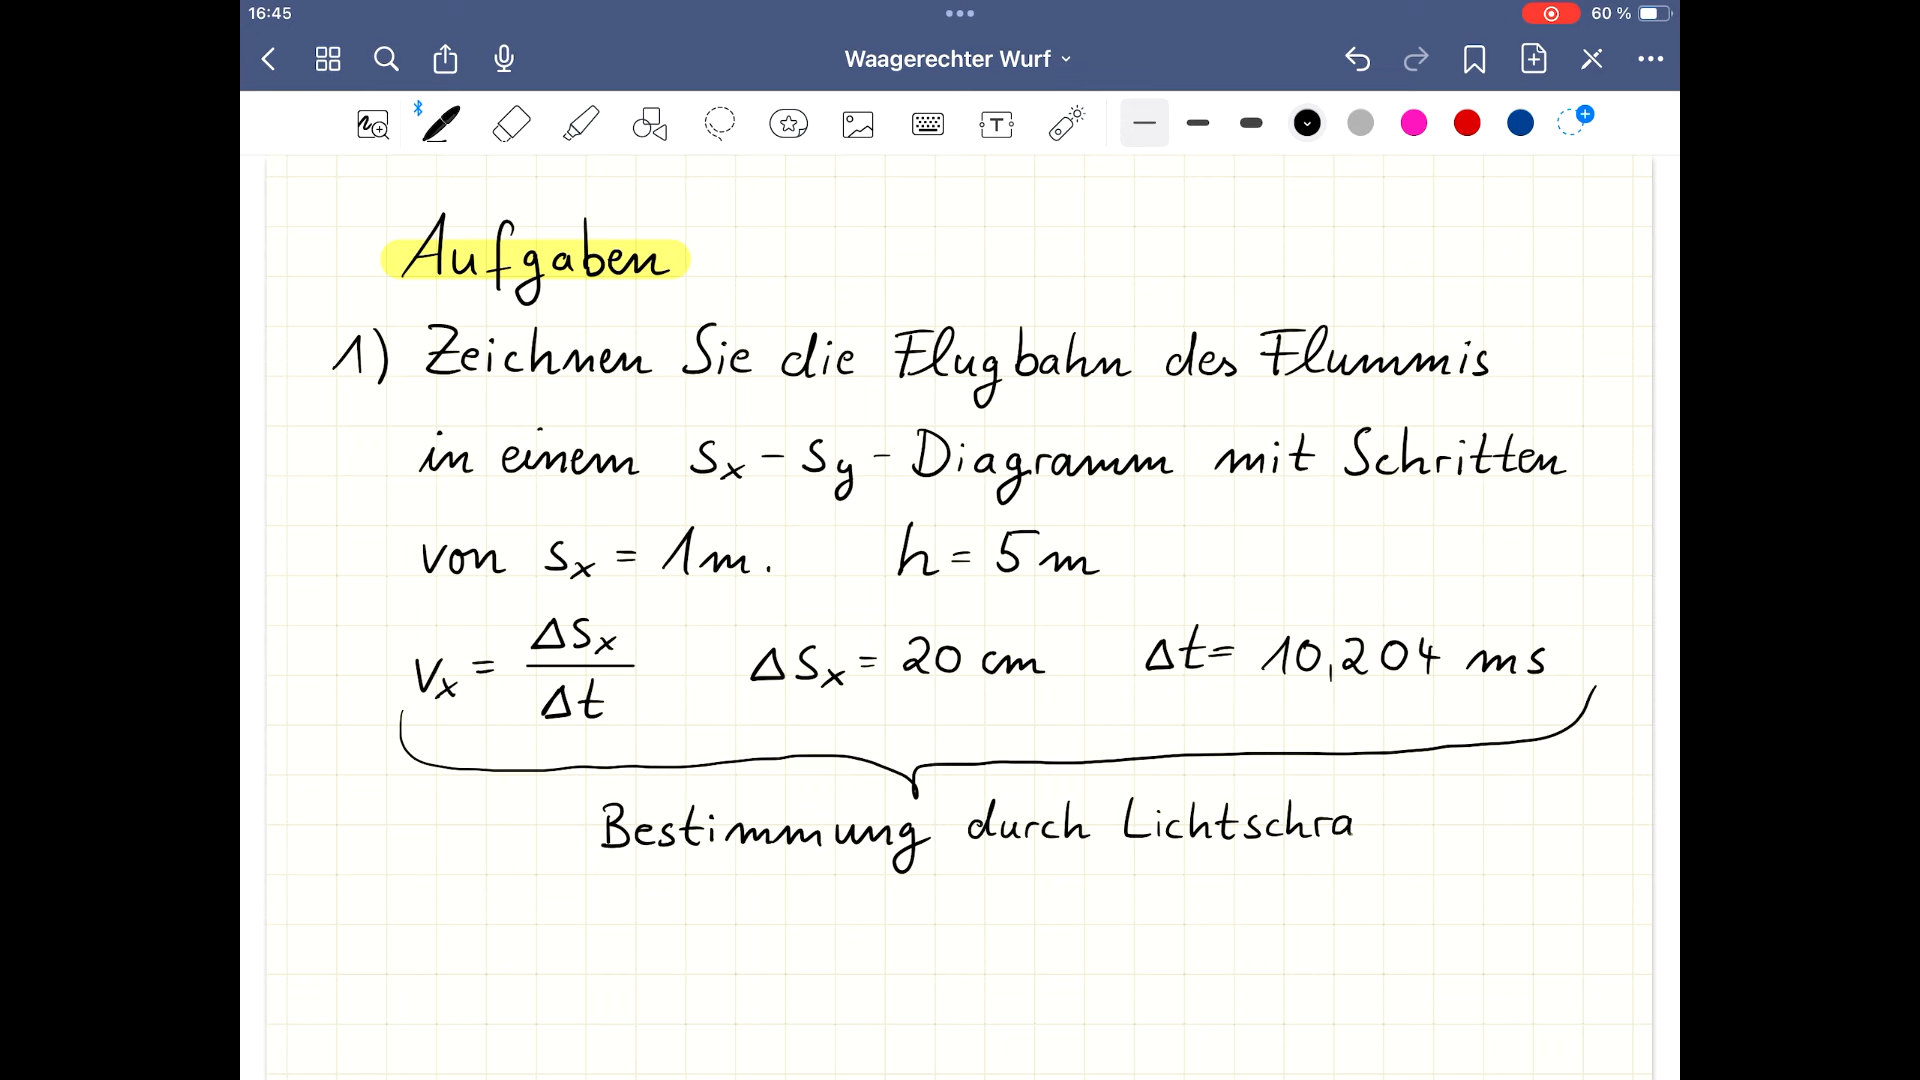 16:45
60 %
Waagerechter Wurf
Aufgaben
1) Zeichnen Sie die Flugbahn des Flummis
in einem sx - sy - Diagramm mit Schritten
von sx = 1m. h = 5 m
vx = Δsx / Δt Δsx = 20 cm Δt = 10,204 ms
Bestimmung durch Lichtschra